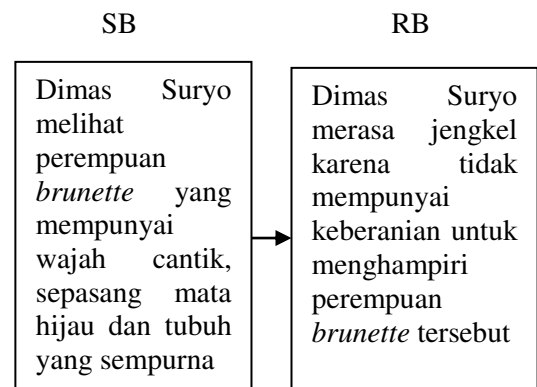 SB
RB
Dimas Suryo
melihat
perempuan
brunette yang
mempunyai
wajah cantik,
sepasang mata
hijau dan tubuh
yang sempurna
Dimas Suryo
merasa jengkel
karena tidak
mempunyai
keberanian untuk
menghampiri
perempuan
brunette tersebut